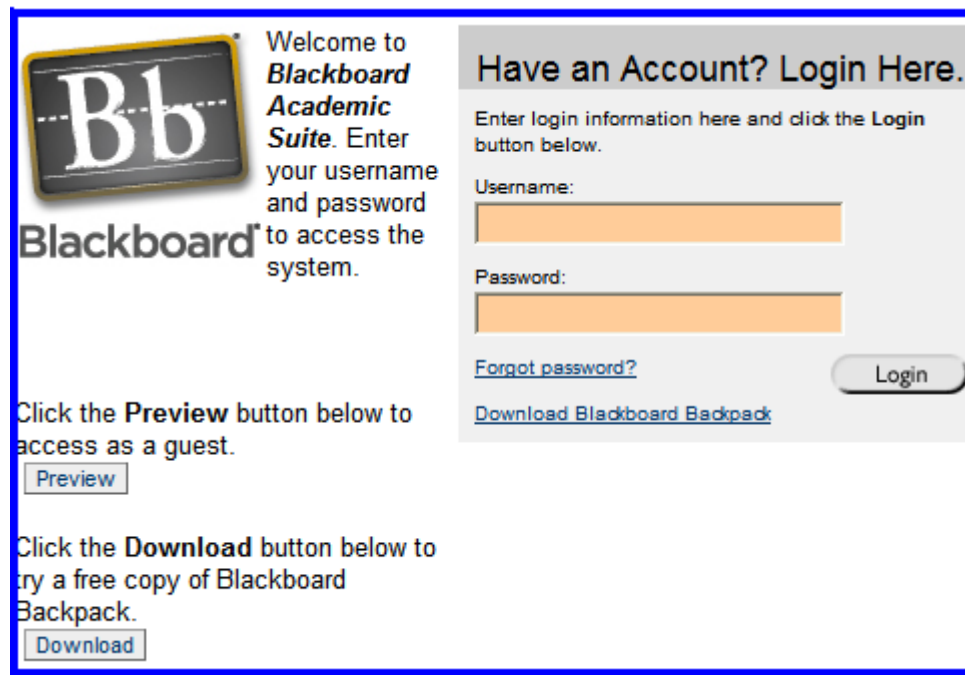 Bb
Blackboard
Welcome to
Blackboard
Academic
Suite. Enter
your username
and password
to access the
system.
Click the Preview button below to
access as a guest.
Preview
Click the Download button below to
try a free copy of Blackboard
Backpack.
Download
Have an Account? Login Here.
Enter login information here and click the Login
button below.
Username:
Password:
Forgot password?
Login
Download Blackboard Backpack